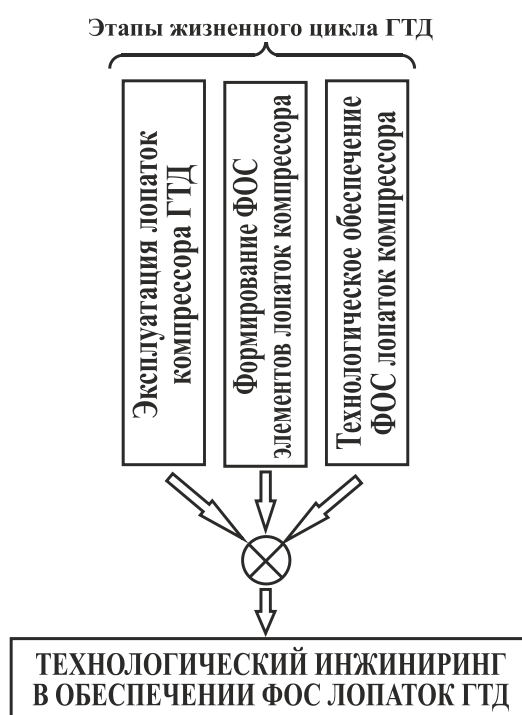 Этапы жизненного цикла ГТД
Эксплуатация лопаток
компрессора ГТД
Формирование ФОС
элементов лопаток компрессора
Технологическое обеспечение
ФОС лопаток компрессора
ТЕХНОЛОГИЧЕСКИЙ ИНЖИНИРИНГ
В ОБЕСПЕЧЕНИИ ФОС ЛОПАТОК ГТД